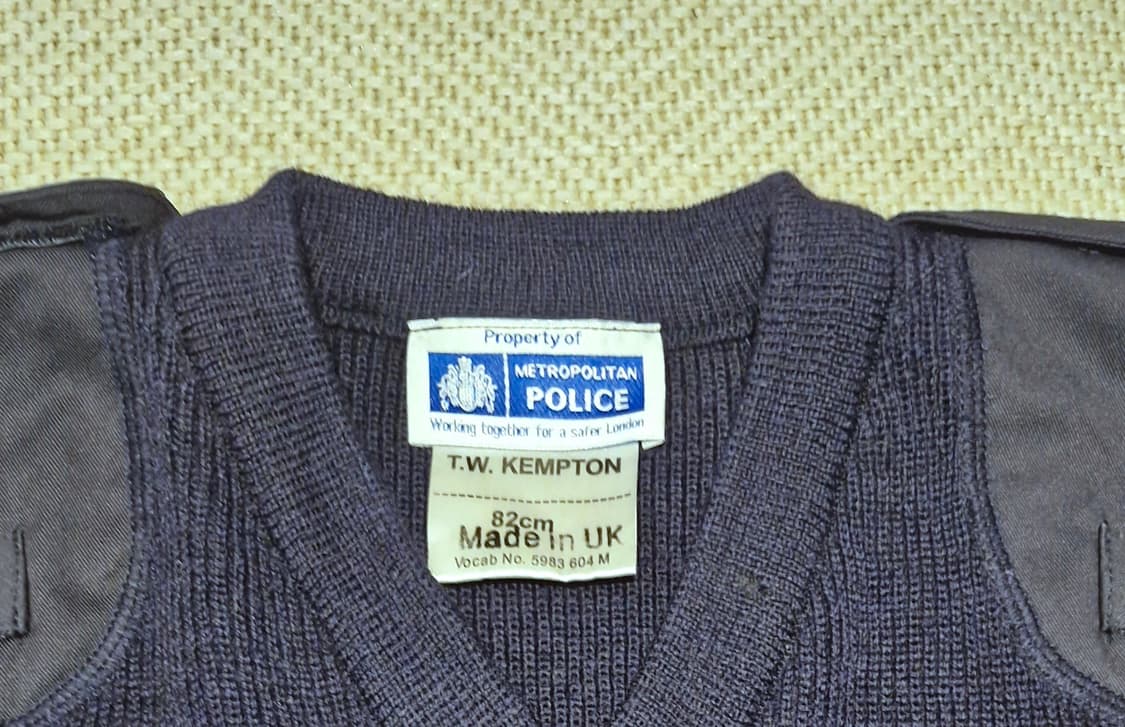 Property of
METROPOLITAN
POLICE
Working together for a safer London
T.W. KEMPTON
82cm
Made in UK
Vocab No. 5983 604 M